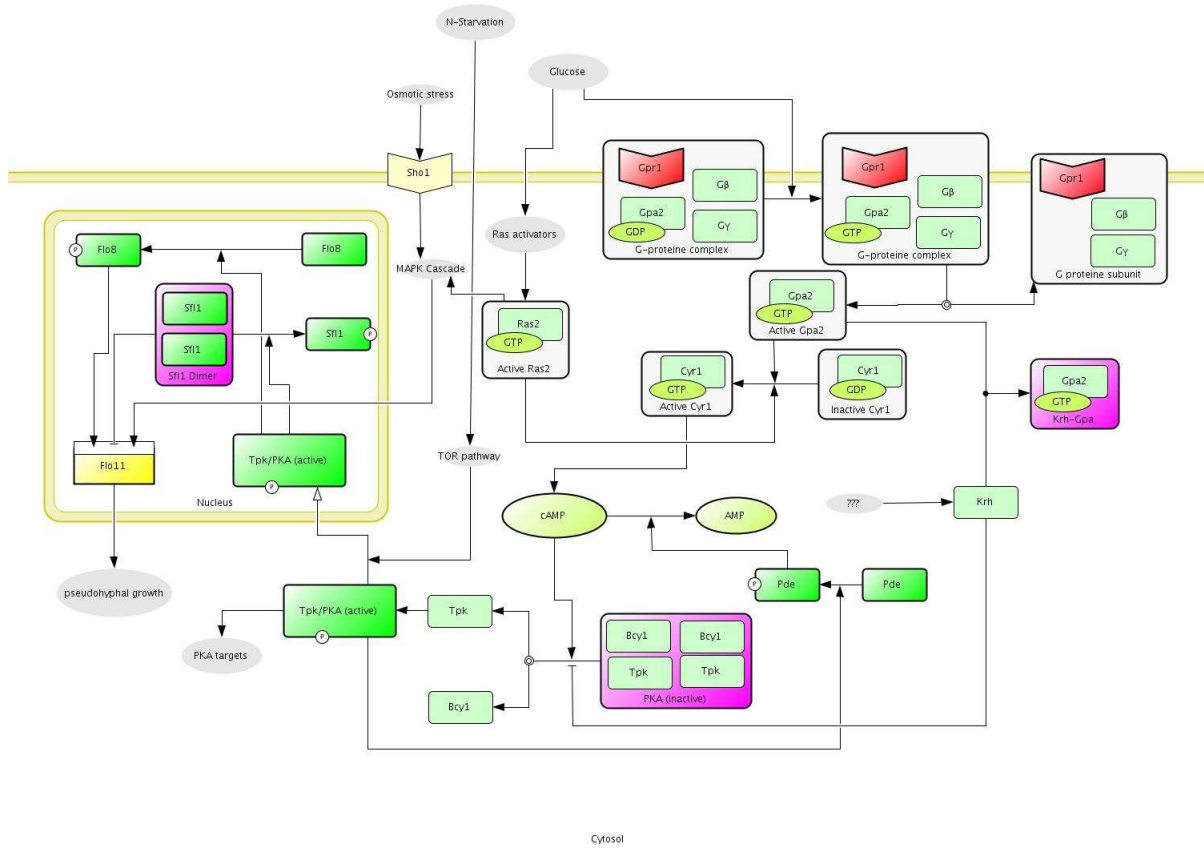 N-Starvation
Glucose
Osmotic stress
Sho1
Gpr1
Gβ
Gpa2
GDP
Gγ
G-proteine complex
Gpr1
Gβ
Gpa2
GTP
Gγ
G-proteine complex
Gpr1
Gβ
Gγ
G proteine subunit
Ras activators
MAPK Cascade
P
Flo8
Flo8
Sfl1
Sfl1
Sfl1 Dimer
Sfl1
P
Ras2
GTP
Active Ras2
Gpa2
GTP
Active Gpa2
Cyr1
GTP
Active Cyr1
Cyr1
GDP
Inactive Cyr1
Gpa2
GTP
Krh-Gpa
Flo11
Tpk/PKA (active)
P
Nucleus
TOR pathway
cAMP
AMP
???
Krh
pseudohyphal growth
Tpk/PKA (active)
P
Tpk
P
Pde
Pde
PKA targets
Bcy1
Bcy1
Bcy1
Tpk
Tpk
PKA (inactive)
Cytosol